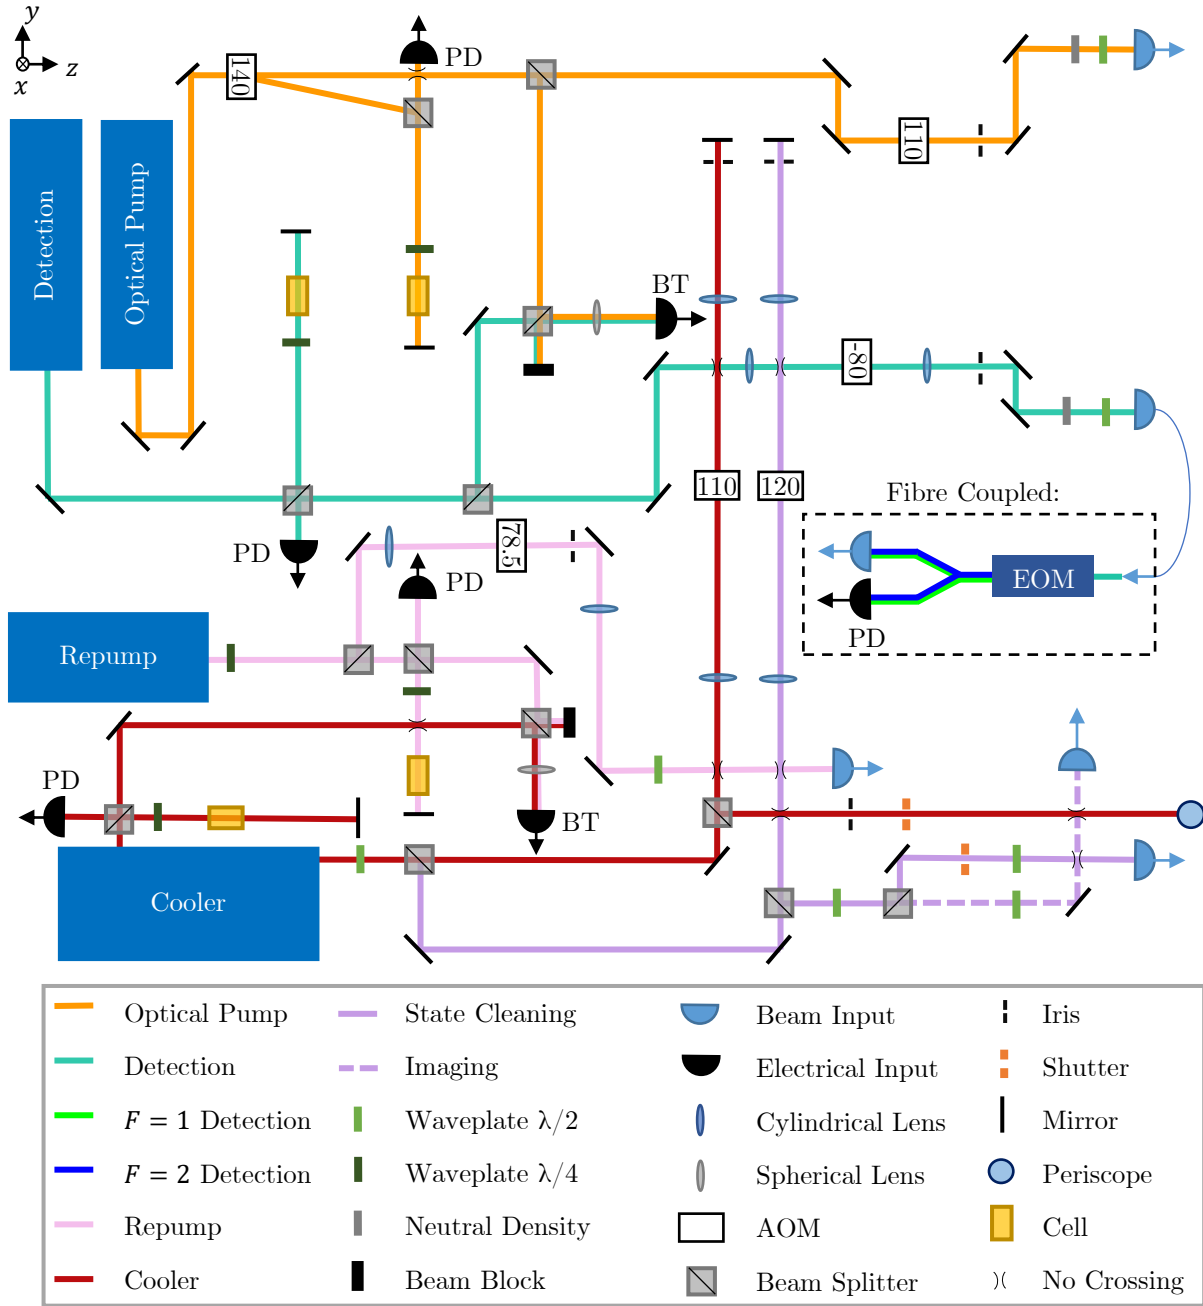 y
x
z
140
PD
110
Detection
Optical Pump
BT
-80
110
120
Fibre Coupled:
EOM
PD
PD
78.5
PD
Repump
PD
BT
Cooler
Optical Pump
State Cleaning
Beam Input
Iris
Detection
Imaging
Electrical Input
Shutter
F = 1 Detection
Waveplate λ/2
Cylindrical Lens
Mirror
F = 2 Detection
Waveplate λ/4
Spherical Lens
Periscope
Repump
Neutral Density
AOM
Cell
Cooler
Beam Block
Beam Splitter
No Crossing